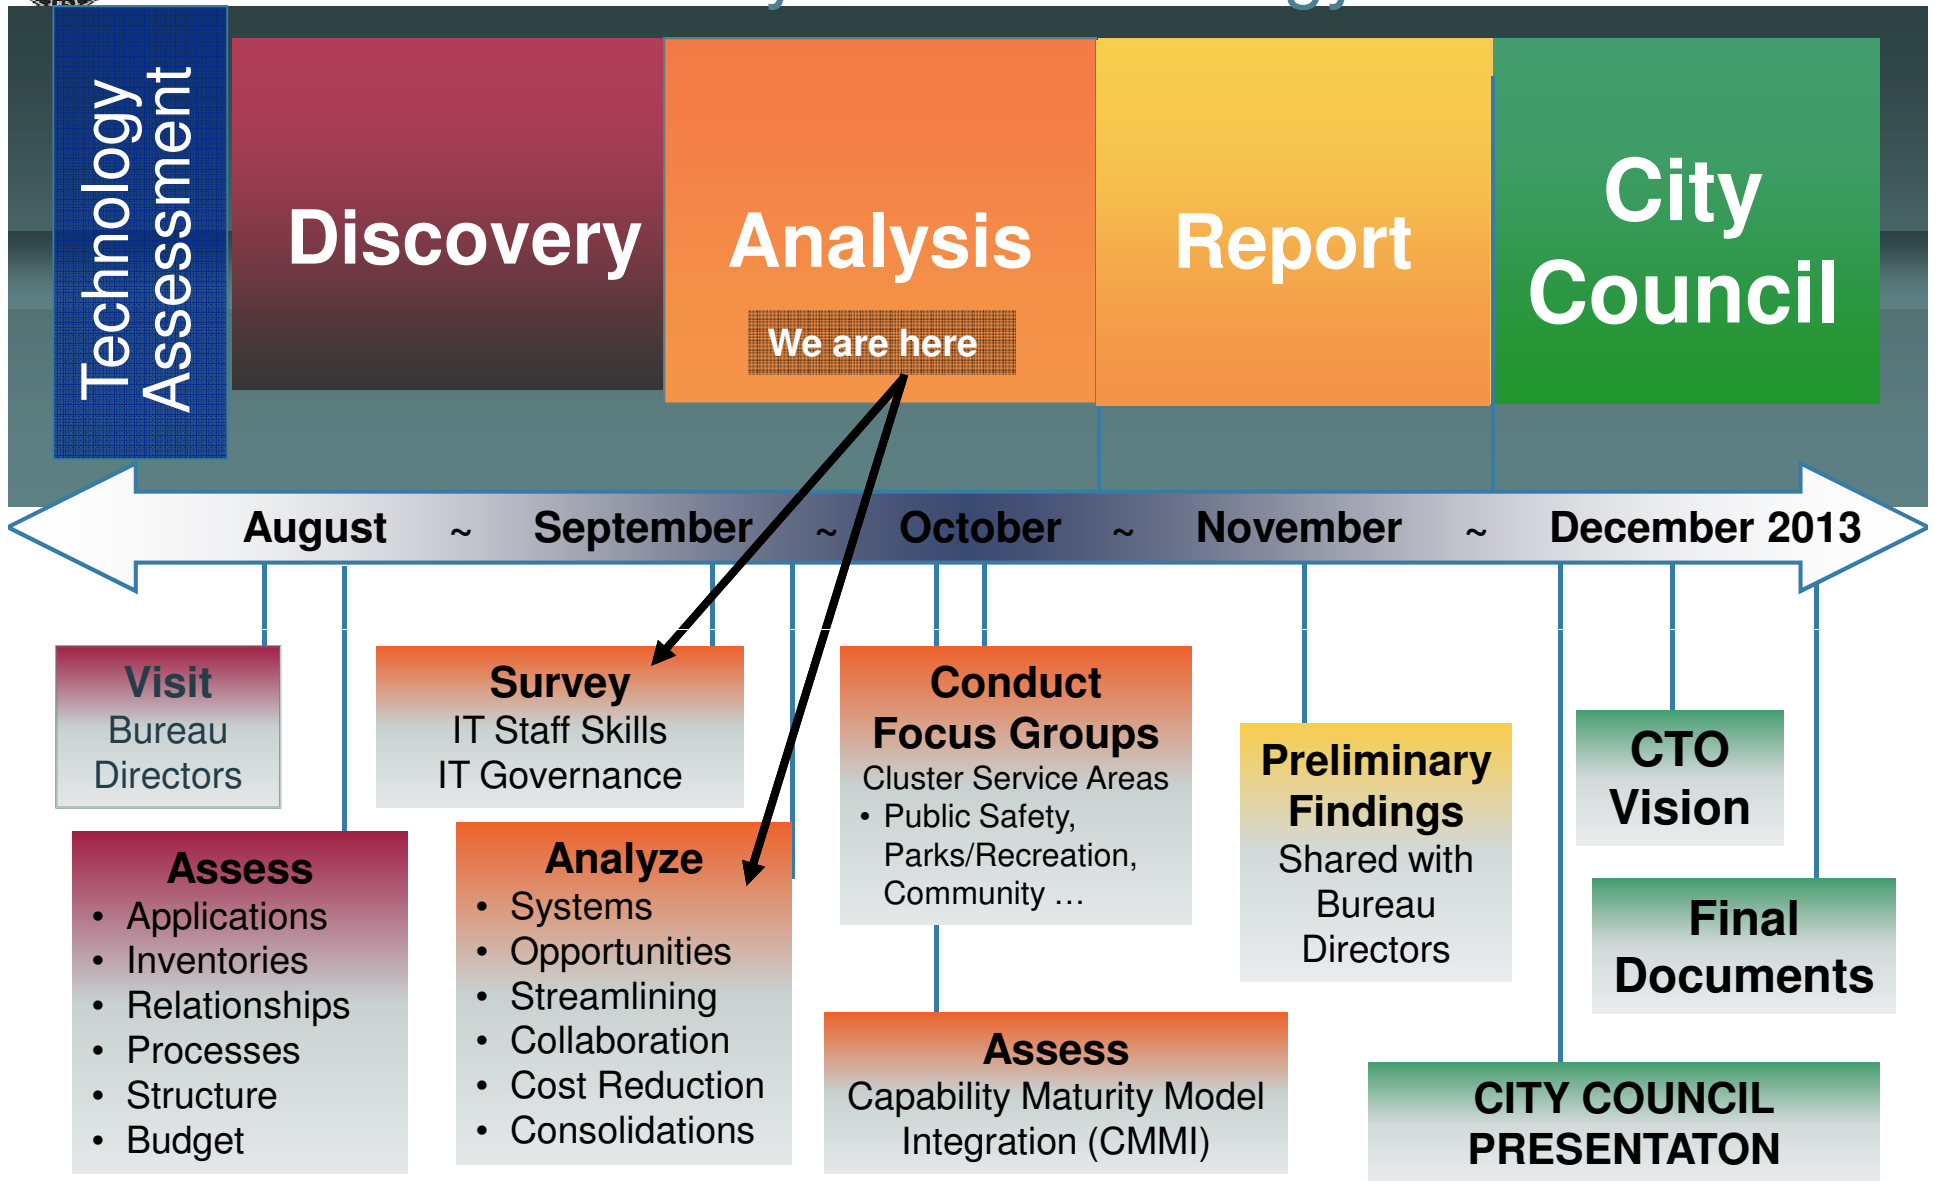 Technology
Assessment
Discovery
Analysis
We are here
Report
City
Council
August ~ September ~ October ~ November ~ December 2013
Visit
Bureau
Directors
Assess
• Applications
• Inventories
• Relationships
• Processes
• Structure
• Budget
Survey
IT Staff Skills
IT Governance
Analyze
• Systems
• Opportunities
• Streamlining
• Collaboration
• Cost Reduction
• Consolidations
Conduct
Focus Groups
Cluster Service Areas
• Public Safety,
Parks/Recreation,
Community …
Assess
Capability Maturity Model
Integration (CMMI)
Preliminary
Findings
Shared with
Bureau
Directors
CTO
Vision
Final
Documents
CITY COUNCIL
PRESENTATON